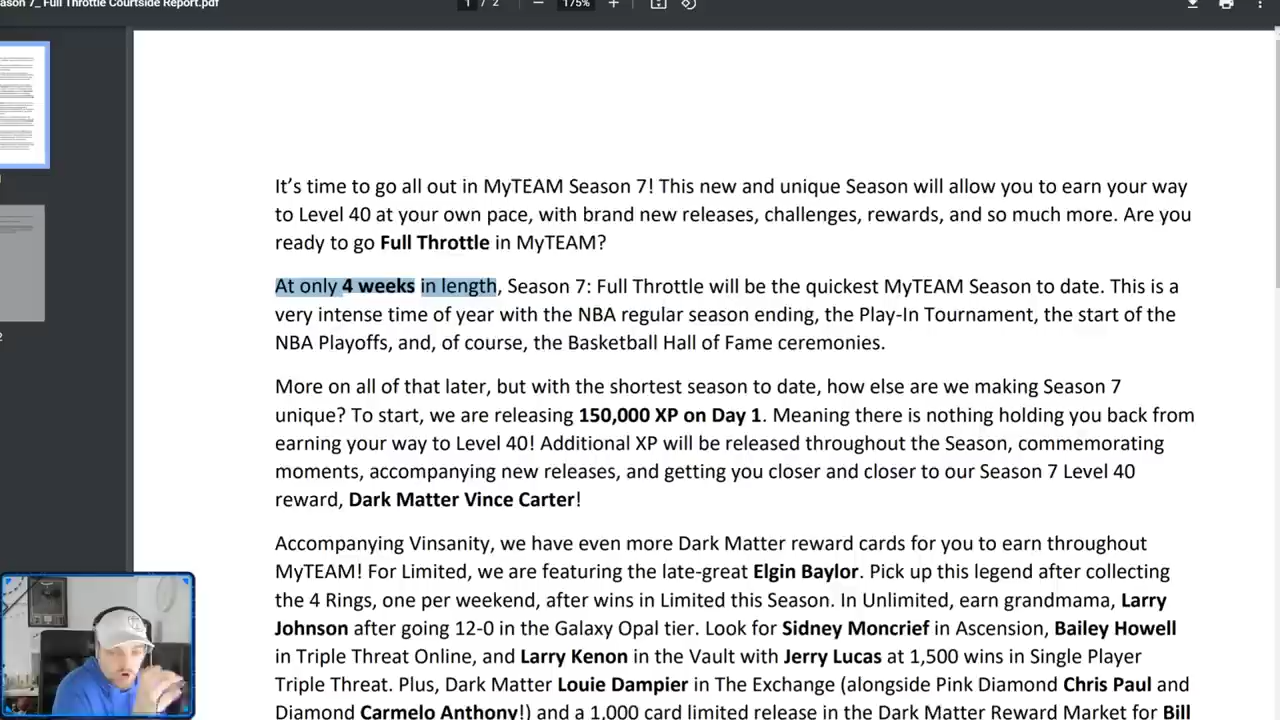 ason 7_ Full Throttle Courtside Report.pdf
1 / 2
175%
It's time to go all out in MyTEAM Season 7! This new and unique Season will allow you to earn your way
to Level 40 at your own pace, with brand new releases, challenges, rewards, and so much more. Are you
ready to go Full Throttle in MyTEAM?
At only 4 weeks in length, Season 7: Full Throttle will be the quickest MyTEAM Season to date. This is a
very intense time of year with the NBA regular season ending, the Play-In Tournament, the start of the
NBA Playoffs, and, of course, the Basketball Hall of Fame ceremonies.
More on all of that later, but with the shortest season to date, how else are we making Season 7
unique? To start, we are releasing 150,000 XP on Day 1. Meaning there is nothing holding you back from
earning your way to Level 40! Additional XP will be released throughout the Season, commemorating
moments, accompanying new releases, and getting you closer and closer to our Season 7 Level 40
reward, Dark Matter Vince Carter!
Accompanying Vinsanity, we have even more Dark Matter reward cards for you to earn throughout
MyTEAM! For Limited, we are featuring the late-great Elgin Baylor. Pick up this legend after collecting
the 4 Rings, one per weekend, after wins in Limited this Season. In Unlimited, earn grandmama, Larry
Johnson after going 12-0 in the Galaxy Opal tier. Look for Sidney Moncrief in Ascension, Bailey Howell
in Triple Threat Online, and Larry Kenon in the Vault with Jerry Lucas at 1,500 wins in Single Player
Triple Threat. Plus, Dark Matter Louie Dampier in The Exchange (alongside Pink Diamond Chris Paul and
Diamond Carmelo Anthony!) and a 1,000 card limited release in the Dark Matter Reward Market for Bill